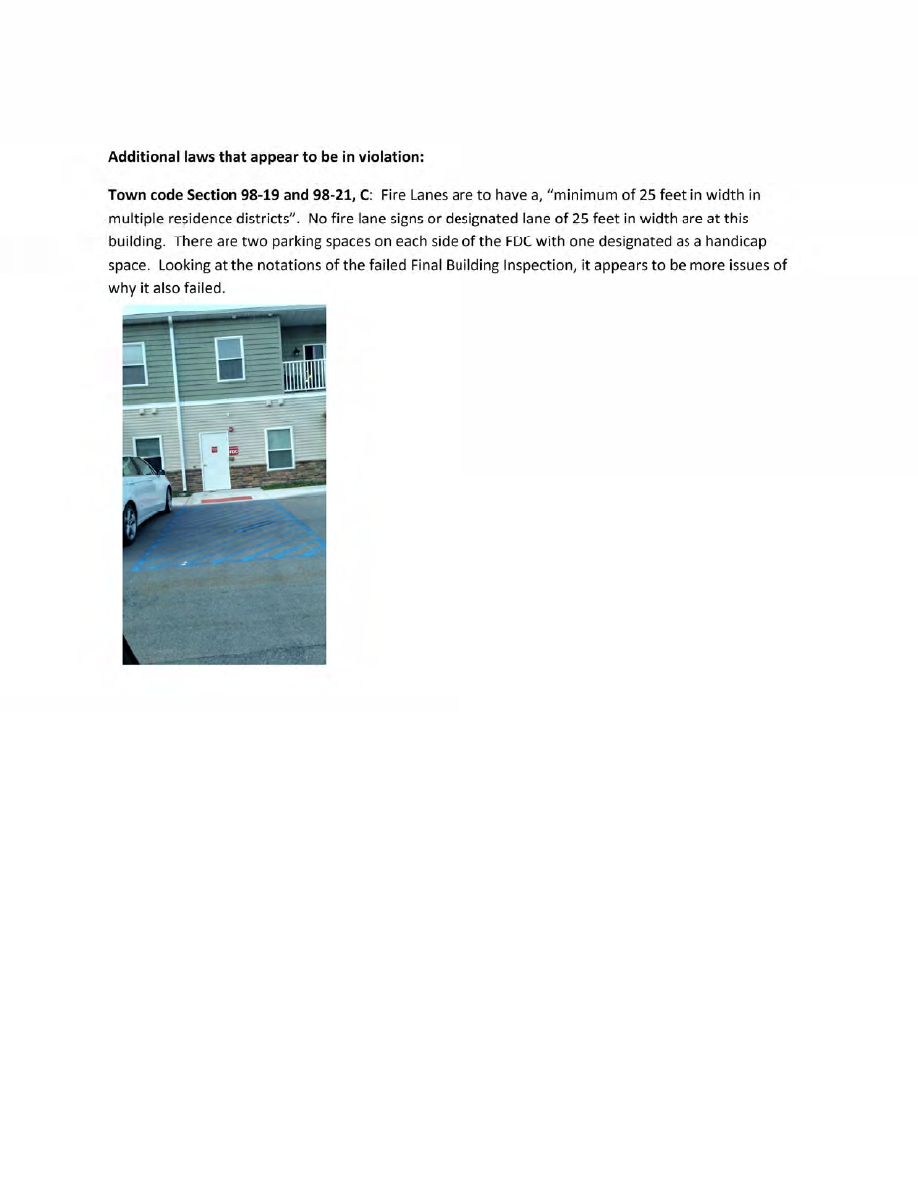 Additional laws that appear to be in violation:
Town code Section 98-19 and 98-21, C:  Fire Lanes are to have a, "minimum of 25 feet in width in
multiple residence districts".  No fire lane signs or designated lane of 25 feet in width are at this
building.  There are two parking spaces on each side of the FDC with one designated as a handicap
space.  Looking at the notations of the failed Final Building Inspection, it appears to be more issues of
why it also failed.
FDC